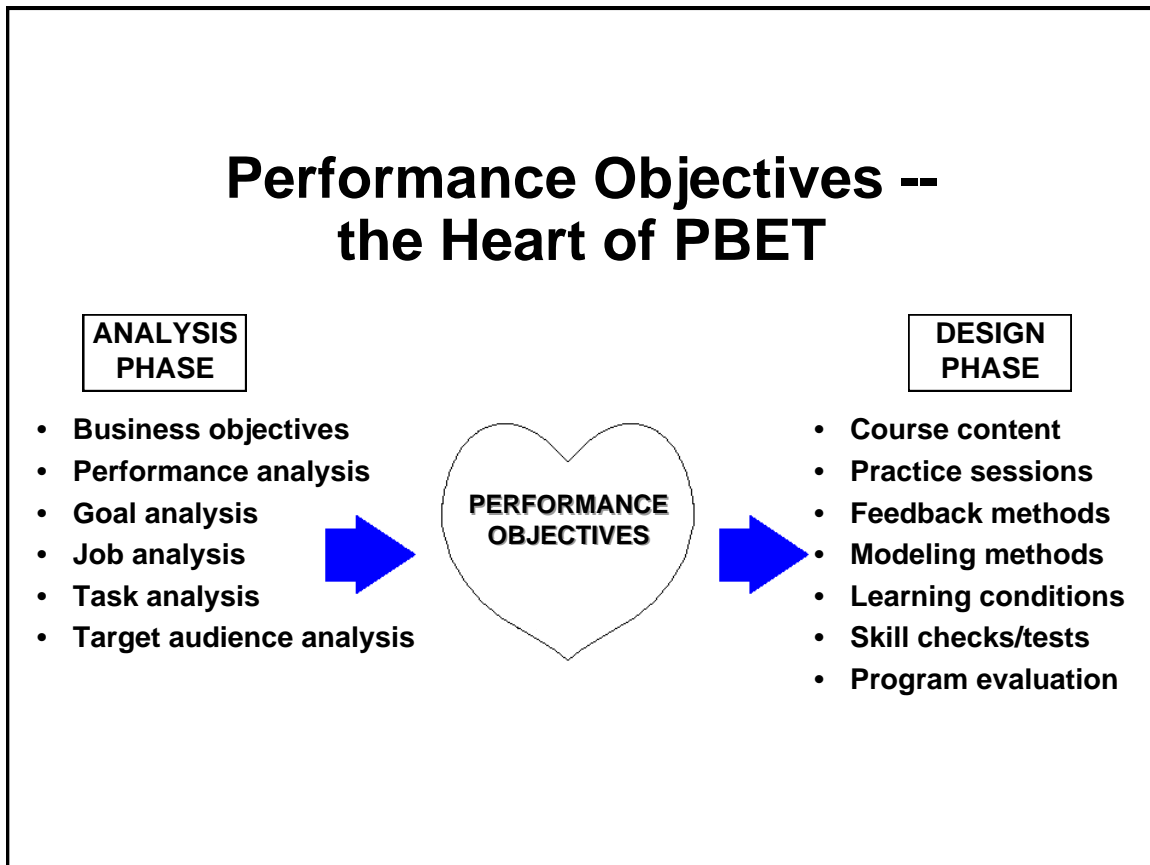 Performance Objectives --
the Heart of PBET
ANALYSIS
PHASE
• Business objectives
• Performance analysis
• Goal analysis
• Job analysis
• Task analysis
• Target audience analysis
PERFORMANCE
OBJECTIVES
DESIGN
PHASE
• Course content
• Practice sessions
• Feedback methods
• Modeling methods
• Learning conditions
• Skill checks/tests
• Program evaluation